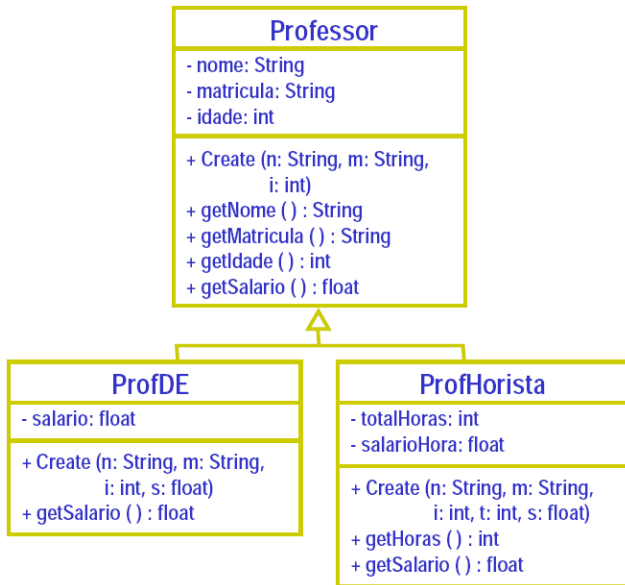 Professor
- nome: String
- matricula: String
- idade: int
+ Create (n: String, m: String,
i: int)
+ getNome ( ) : String
+ getMatricula ( ) : String
+ getIdade ( ) : int
+ getSalario ( ) : float
ProfDE
- salario: float
+ Create (n: String, m: String,
i: int, s: float)
+ getSalario ( ) : float
ProfHorista
- totalHoras: int
- salarioHora: float
+ Create (n: String, m: String,
i: int, t: int, s: float)
+ getHoras ( ) : int
+ getSalario ( ) : float